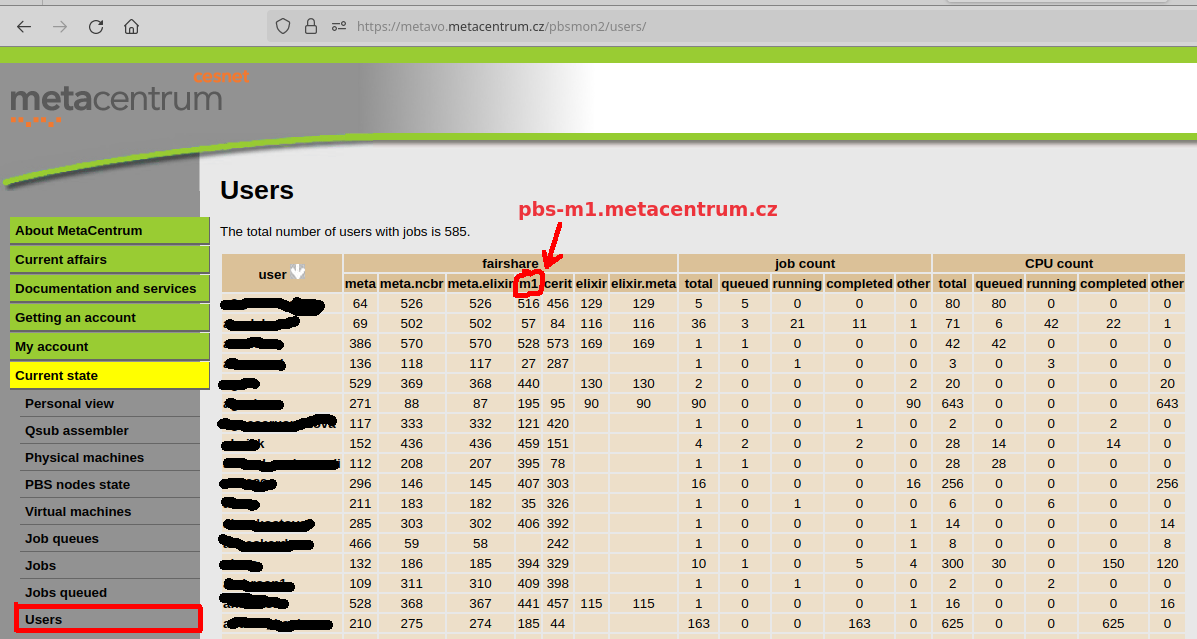 https://metavo.metacentrum.cz/pbsmon2/users/
cesnet
metacentrum
Users
pbs-m1.metacentrum.cz
The total number of users with jobs is 585.
About MetaCentrum
Current affairs
Documentation and services
Getting an account
My account
Current state
Personal view
Qsub assembler
Physical machines
PBS nodes state
Virtual machines
Job queues
Jobs
Jobs queued
Users
user fairshare job count CPU count
meta meta.ncbr meta.elixir m1 cerit elixir elixir.meta total queued running completed other total queued running completed other
64 526 526 516 456 129 129 5 5 0 0 0 80 80 0 0 0
69 502 502 57 84 116 116 36 3 21 11 1 71 6 42 22 1
386 570 570 528 573 169 169 1 1 0 0 0 42 42 0 0 0
136 118 117 27 287 1 0 1 0 0 3 0 3 0 0
529 369 368 440 130 130 2 0 0 0 2 20 0 0 0 20
271 88 87 195 95 90 90 90 0 0 0 90 643 0 0 0 643
117 333 332 121 420 1 0 0 1 0 2 0 0 2 0
152 436 436 459 151 4 2 0 2 0 28 14 0 14 0
112 208 207 395 78 1 1 0 0 0 28 28 0 0 0
296 146 145 407 303 16 0 0 0 16 256 0 0 0 256
211 183 182 35 326 1 0 1 0 0 6 0 6 0 0
285 303 302 406 392 1 0 0 0 1 14 0 0 0 14
466 59 58 242 1 0 0 0 1 8 0 0 0 8
132 186 185 394 329 10 1 0 5 4 300 30 0 150 120
109 311 310 409 398 1 0 1 0 0 2 0 2 0 0
528 368 367 441 457 115 115 1 0 0 0 1 16 0 0 0 16
210 275 274 185 44 163 0 0 163 0 625 0 0 625 0